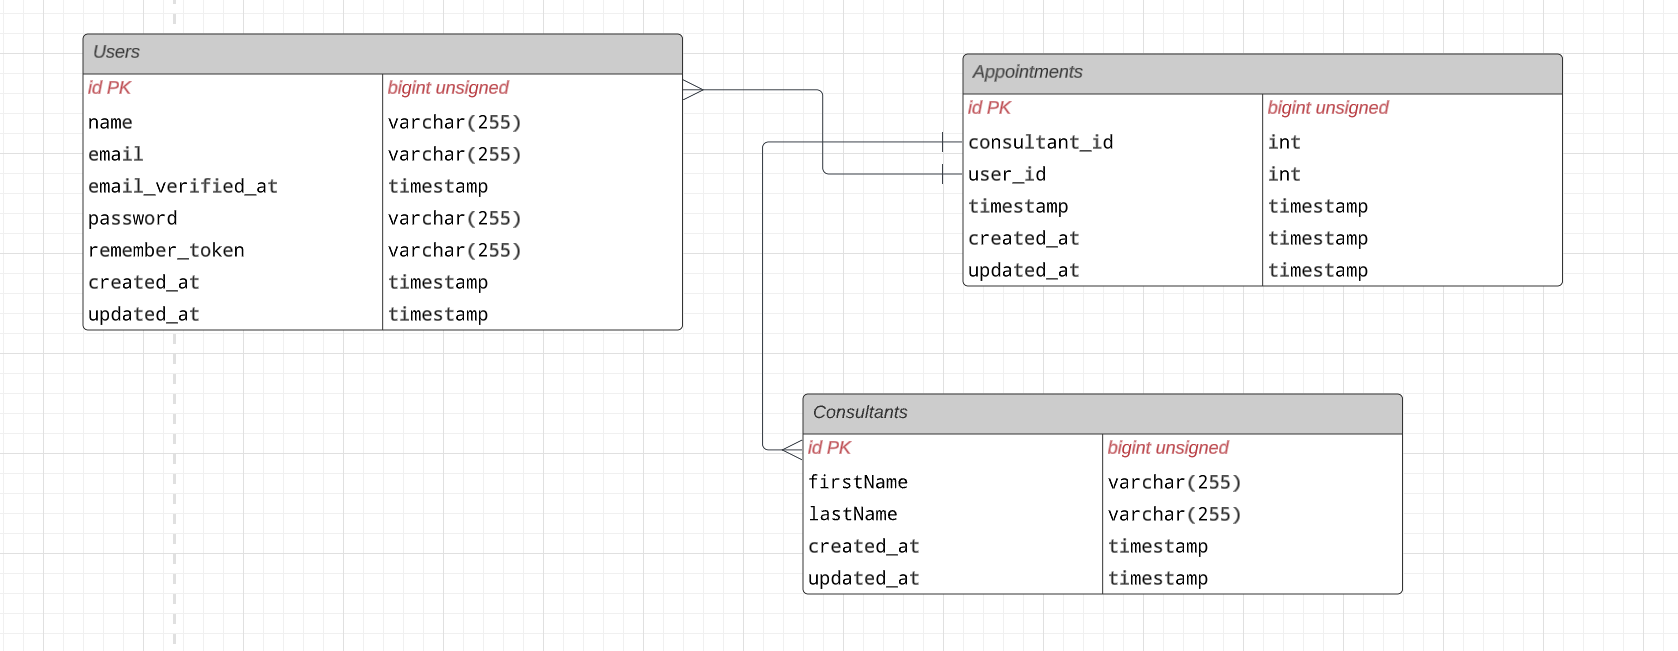 Users
id PK bigint unsigned
name varchar(255)
email varchar(255)
email_verified_at timestamp
password varchar(255)
remember_token varchar(255)
created_at timestamp
updated_at timestamp
Appointments
id PK bigint unsigned
consultant_id int
user_id int
timestamp timestamp
created_at timestamp
updated_at timestamp
Consultants
id PK bigint unsigned
firstName varchar(255)
lastName varchar(255)
created_at timestamp
updated_at timestamp